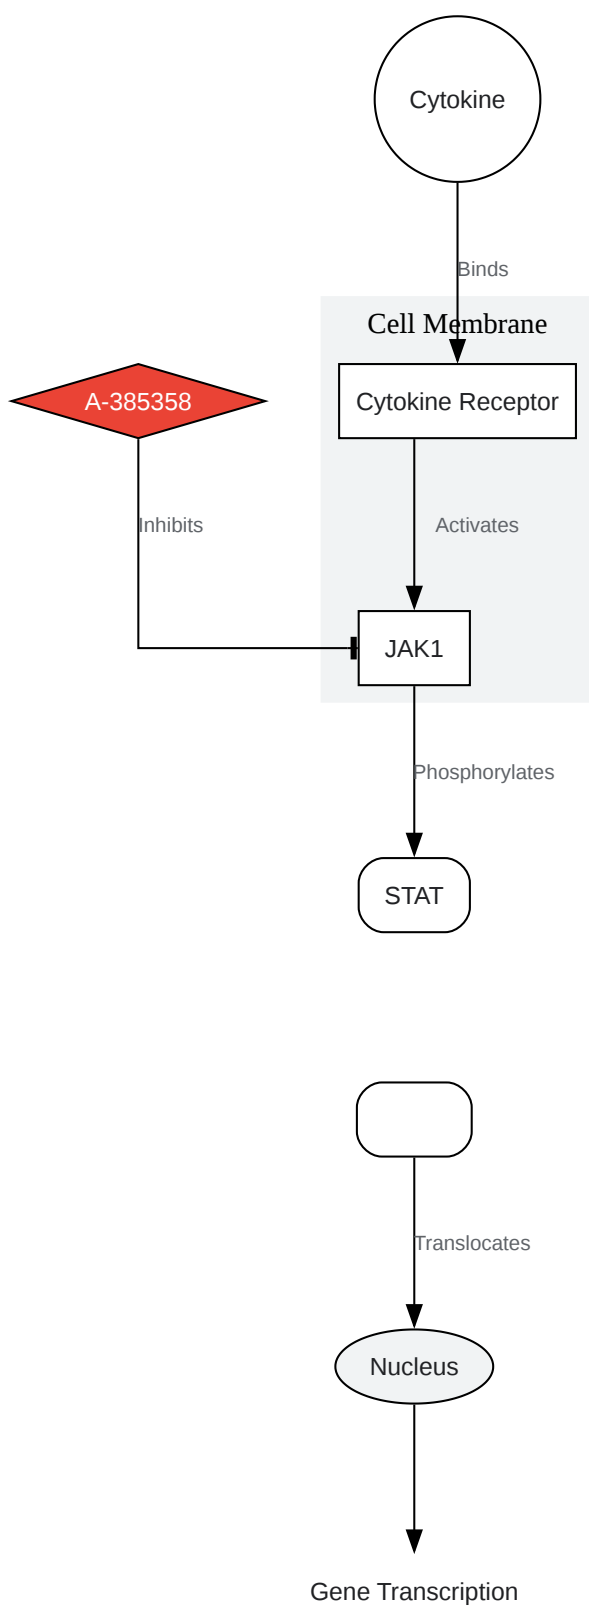 Cytokine
Binds
Cell Membrane
A-385358
Cytokine Receptor
Inhibits
Activates
JAK1
Phosphorylates
STAT
Translocates
Nucleus
Gene Transcription